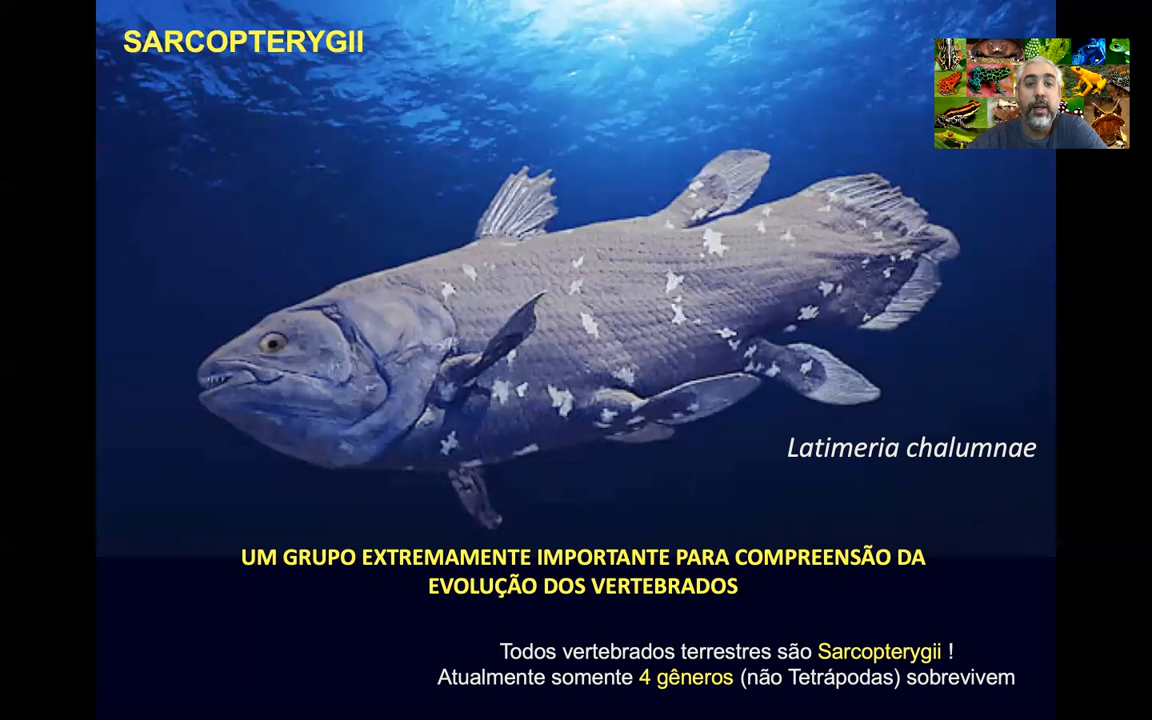 SARCOPTERYGII
Latimeria chalumnae
UM GRUPO EXTREMAMENTE IMPORTANTE PARA COMPREENSÃO DA
EVOLUÇÃO DOS VERTEBRADOS
Todos vertebrados terrestres são Sarcopterygii !
Atualmente somente 4 gêneros (não Tetrápodas) sobrevivem